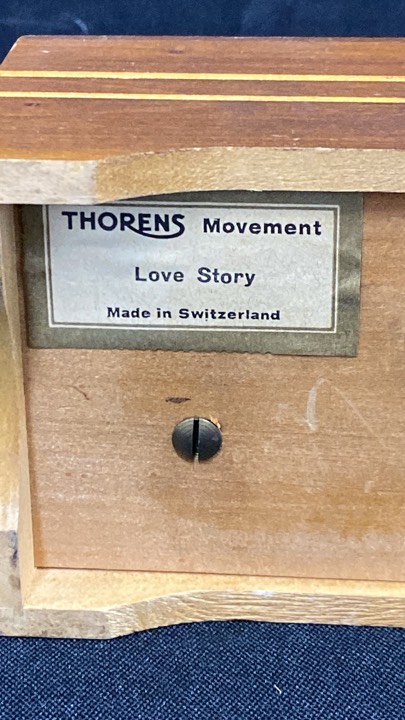 THORENS Movement
Love Story
Made in Switzerland